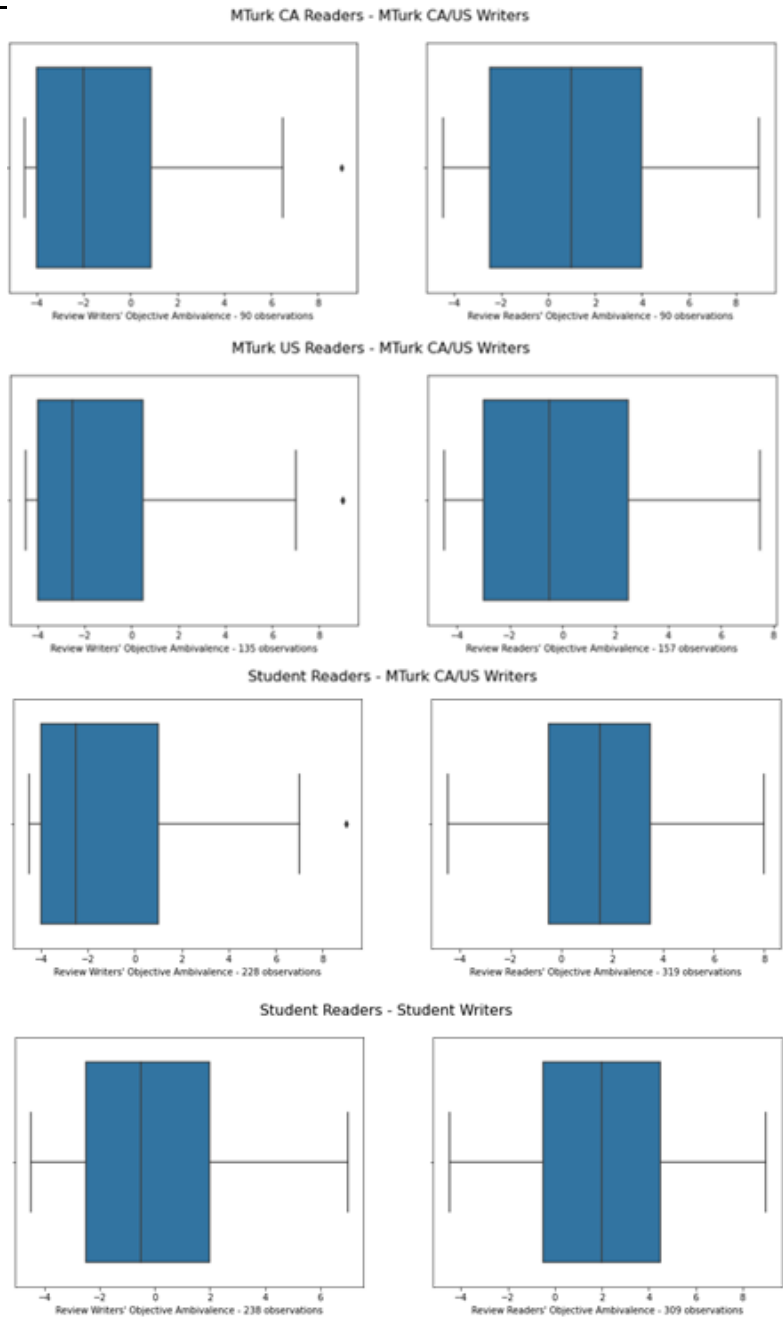 MTurk CA Readers - MTurk CA/US Writers
−4 −2 0 2 4 6 8
Review Writers' Objective Ambivalence - 90 observations
−4 −2 0 2 4 6 8
Review Readers' Objective Ambivalence - 90 observations
MTurk US Readers - MTurk CA/US Writers
−4 −2 0 2 4 6 8
Review Writers' Objective Ambivalence - 135 observations
−4 −2 0 2 4 6 8
Review Readers' Objective Ambivalence - 157 observations
Student Readers - MTurk CA/US Writers
−4 −2 0 2 4 6 8
Review Writers' Objective Ambivalence - 228 observations
−4 −2 0 2 4 6 8
Review Readers' Objective Ambivalence - 319 observations
Student Readers - Student Writers
−4 −2 0 2 4 6
Review Writers' Objective Ambivalence - 238 observations
−4 −2 0 2 4 6 8
Review Readers' Objective Ambivalence - 309 observations